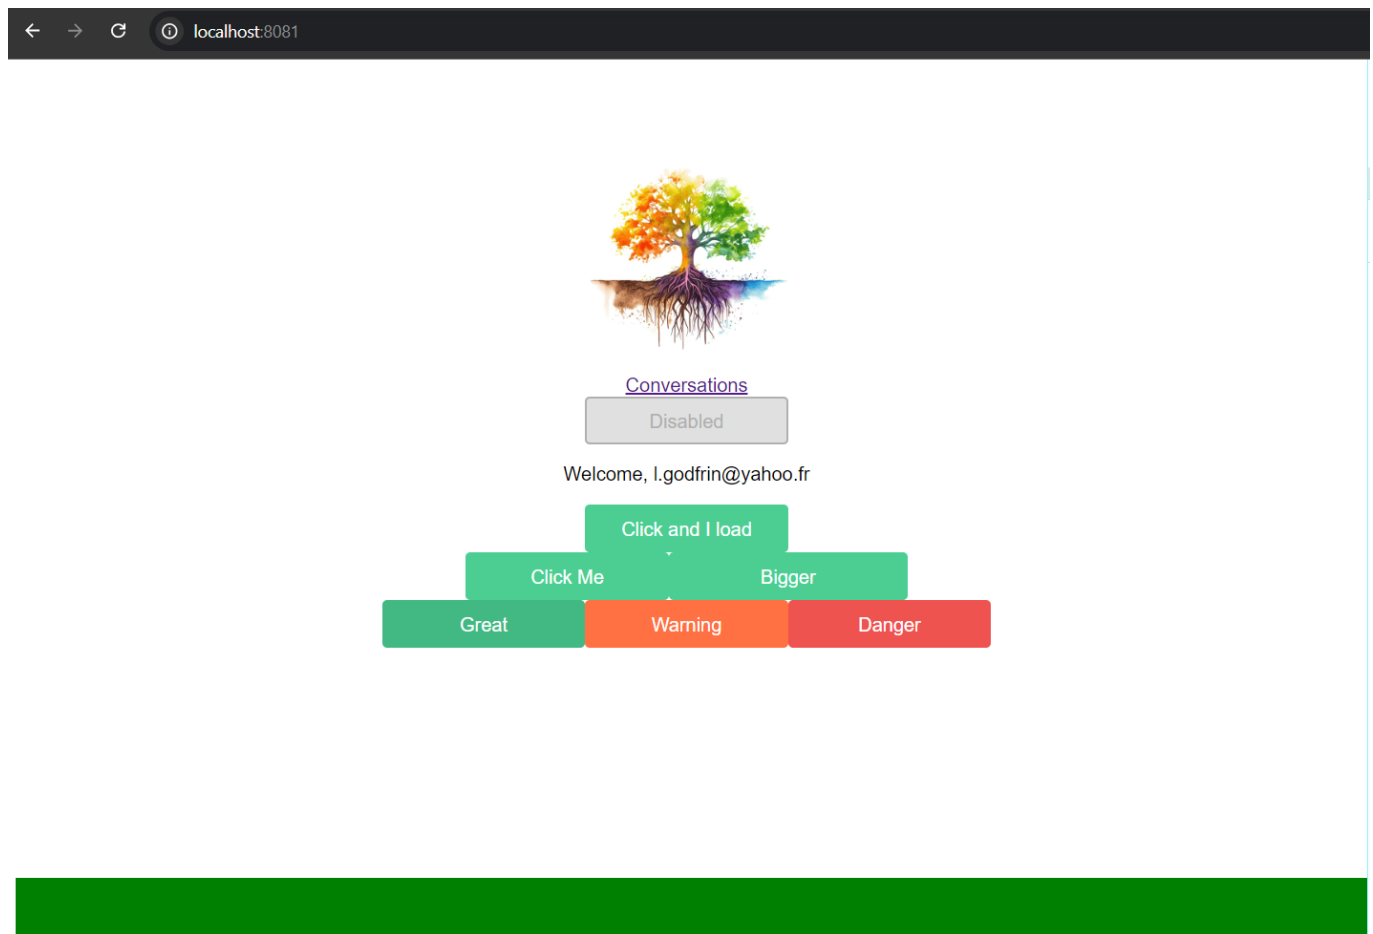 localhost:8081
Conversations
Disabled
Welcome, l.godfrin@yahoo.fr
Click and I load
Click Me Bigger
Great Warning Danger